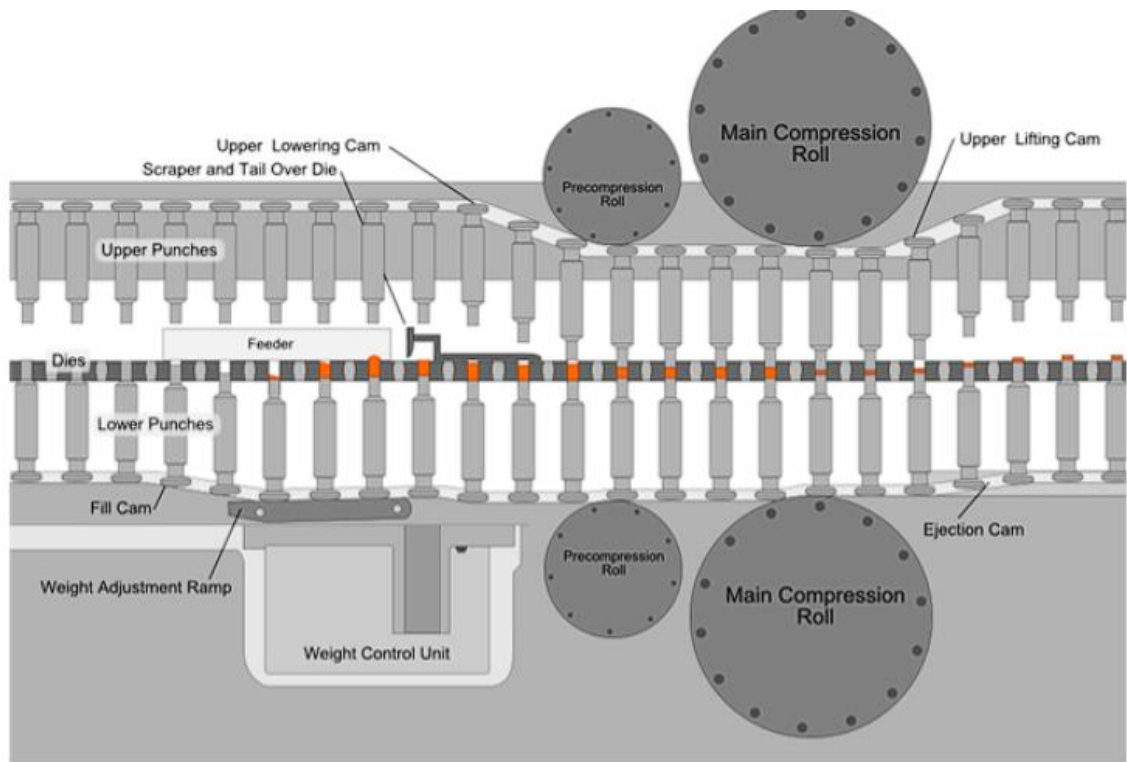 Main Compression
Roll
Upper Lowering Cam
Scraper and Tail Over Die
Upper Lifting Cam
Precompression
Roll
Upper Punches
Feeder
Dies
Lower Punches
Fill Cam
Ejection Cam
Precompression
Roll
Weight Adjustment Ramp
Main Compression
Roll
Weight Control Unit